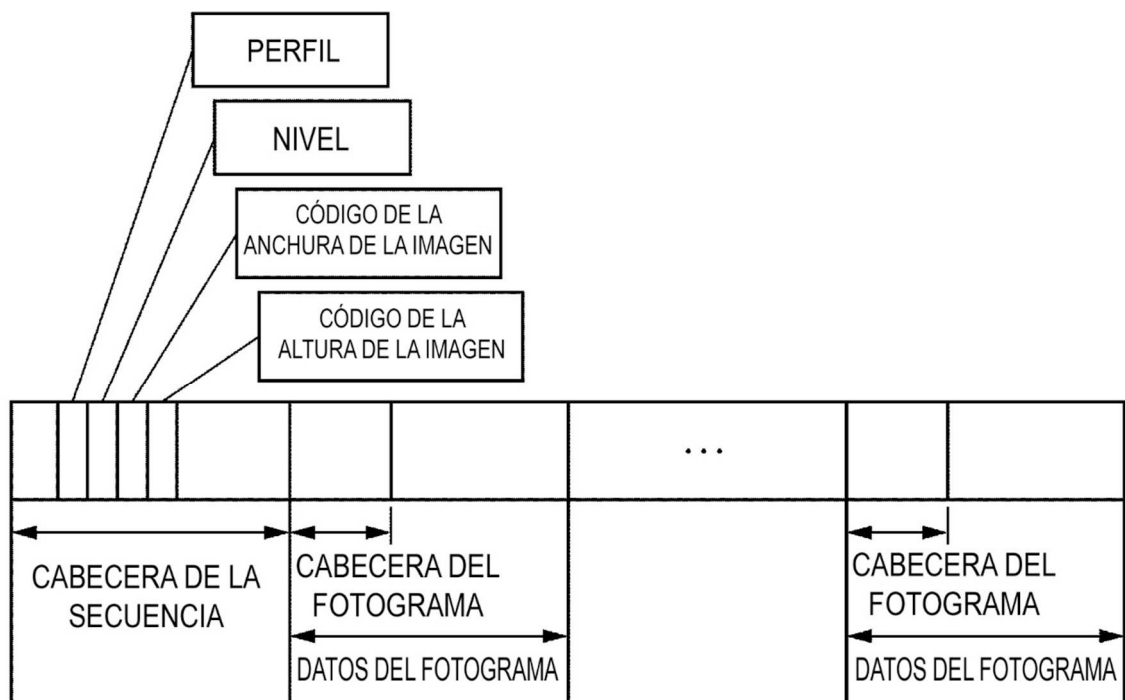 PERFIL
NIVEL
CÓDIGO DE LA
ANCHURA DE LA IMAGEN
CÓDIGO DE LA
ALTURA DE LA IMAGEN
...
CABECERA DE LA
SECUENCIA
CABECERA DEL
FOTOGRAMA
DATOS DEL FOTOGRAMA
CABECERA DEL
FOTOGRAMA
DATOS DEL FOTOGRAMA